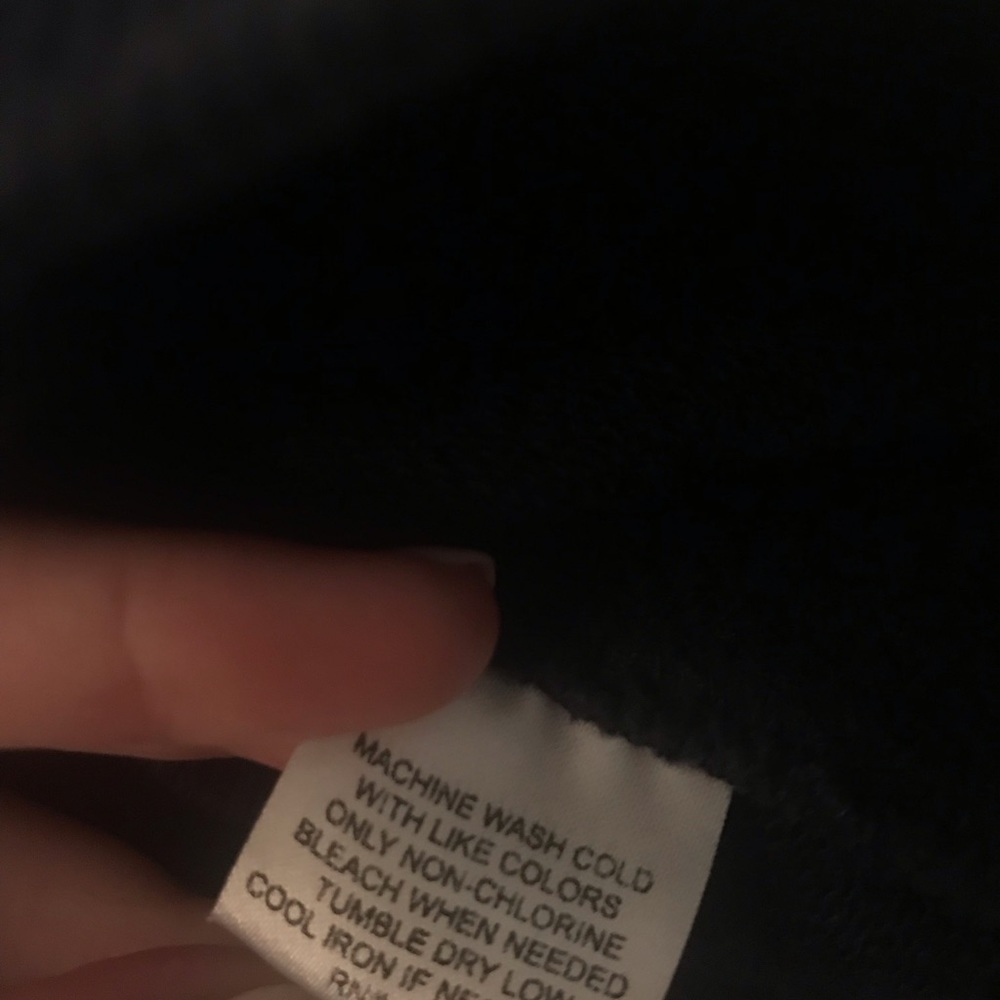 MACHINE WASH COLD
WITH LIKE COLORS
ONLY NON-CHLORINE
BLEACH WHEN NEEDED
TUMBLE DRY LOW
COOL IRON IF